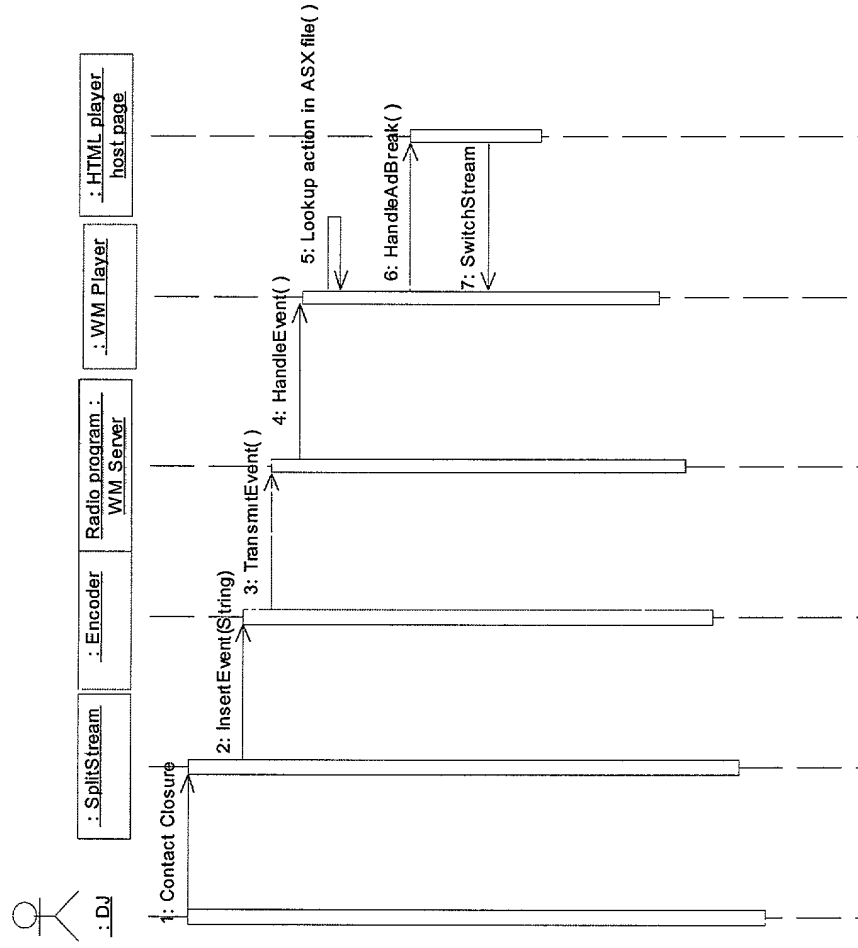 : DJ
: SplitStream
: Encoder
Radio program :
WM Server
: WM Player
: HTML player
host page
1: Contact Closure
2: InsertEvent(String)
3: TransmitEvent( )
4: HandleEvent( )
5: Lookup action in ASX file( )
6: HandleAdBreak( )
7: SwitchStream